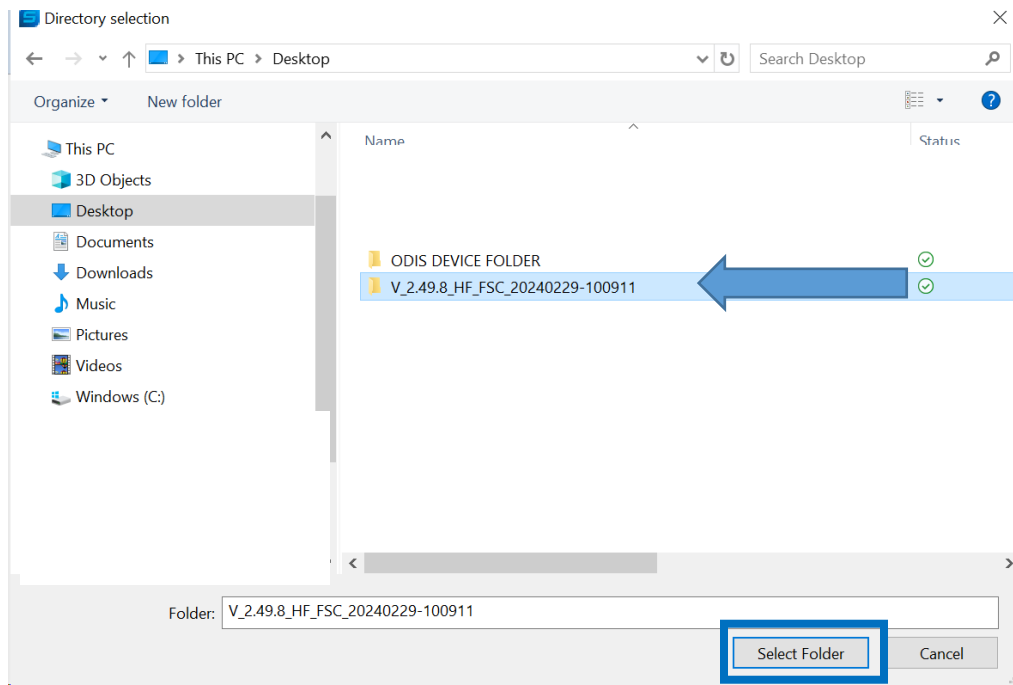 Directory selection
This PC > Desktop
Search Desktop
Organize
New folder
?
Name
Status
This PC
3D Objects
Desktop
Documents
Downloads
Music
Pictures
Videos
Windows (C:)
ODIS DEVICE FOLDER
V_2.49.8_HF_FSC_20240229-100911
Folder: V_2.49.8_HF_FSC_20240229-100911
Select Folder
Cancel